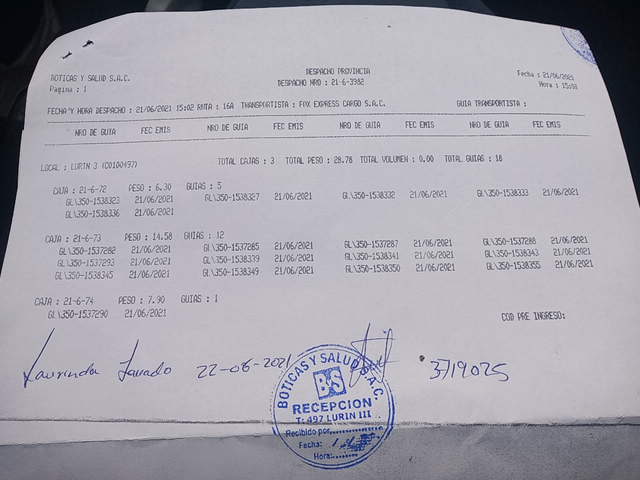 BOTICAS Y SALUD S.A.C.
Pagina : 1
DESPACHO PROVINCIA
DESPACHO NRO : 21-6-3982
Fecha : 21/06/2021
Hora : 15:03
FECHA Y HORA DESPACHO : 21/06/2021 15:02 RUTA : 16A TRANSPORTISTA : FOX EXPRESS CARGO S.A.C. GUIA TRANSPORTISTA :
NRO DE GUIA FEC EMIS NRO DE GUIA FEC EMIS NRO DE GUIA FEC EMIS NRO DE GUIA FEC EMIS
LOCAL : LURIN 3 (C0100497) TOTAL CAJAS : 3 TOTAL PESO : 28.78 TOTAL VOLUMEN : 0.00 TOTAL GUIAS : 18
CAJA : 21-6-72 PESO : 6.30 GUIAS : 5
GL\350-1538323 21/06/2021 GL\350-1538327 21/06/2021 GL\350-1538332 21/06/2021 GL\350-1538333 21/06/2021
GL\350-1538336 21/06/2021
CAJA : 21-6-73 PESO : 14.58 GUIAS : 12
GL\350-1537282 21/06/2021 GL\350-1537285 21/06/2021 GL\350-1537287 21/06/2021 GL\350-1537288 21/06/2021
GL\350-1537293 21/06/2021 GL\350-1538339 21/06/2021 GL\350-1538341 21/06/2021 GL\350-1538343 21/06/2021
GL\350-1538345 21/06/2021 GL\350-1538349 21/06/2021 GL\350-1538350 21/06/2021 GL\350-1538355 21/06/2021
CAJA : 21-6-74 PESO : 7.90 GUIAS : 1
GL\350-1537290 21/06/2021
COD PRE INGRESO:
Laurinda Lavado 22-06-2021 3719025
BOTICAS Y SALUD S.A.C.
BS
RECEPCION
T: 497 LURIN III
Recibido por
Fecha:
Hora: